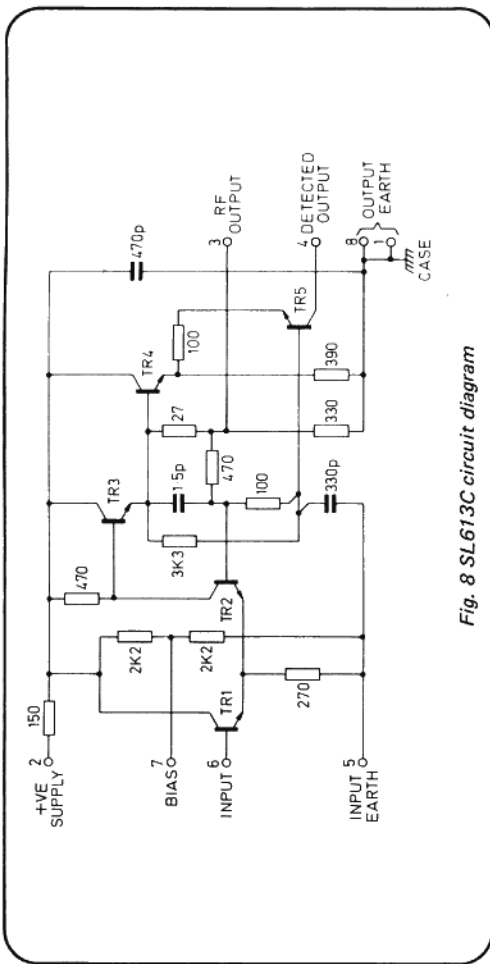 2
+VE
SUPPLY
150
7
BIAS
6
INPUT
5
INPUT
EARTH
2K2
2K2
TR1
270
470
TR2
TR3
3K3
1·5p
100
330p
470
27
330
TR4
100
390
TR5
470p
3
RF
OUTPUT
4
DETECTED
OUTPUT
8
1
OUTPUT
EARTH
CASE
Fig. 8 SL613C circuit diagram